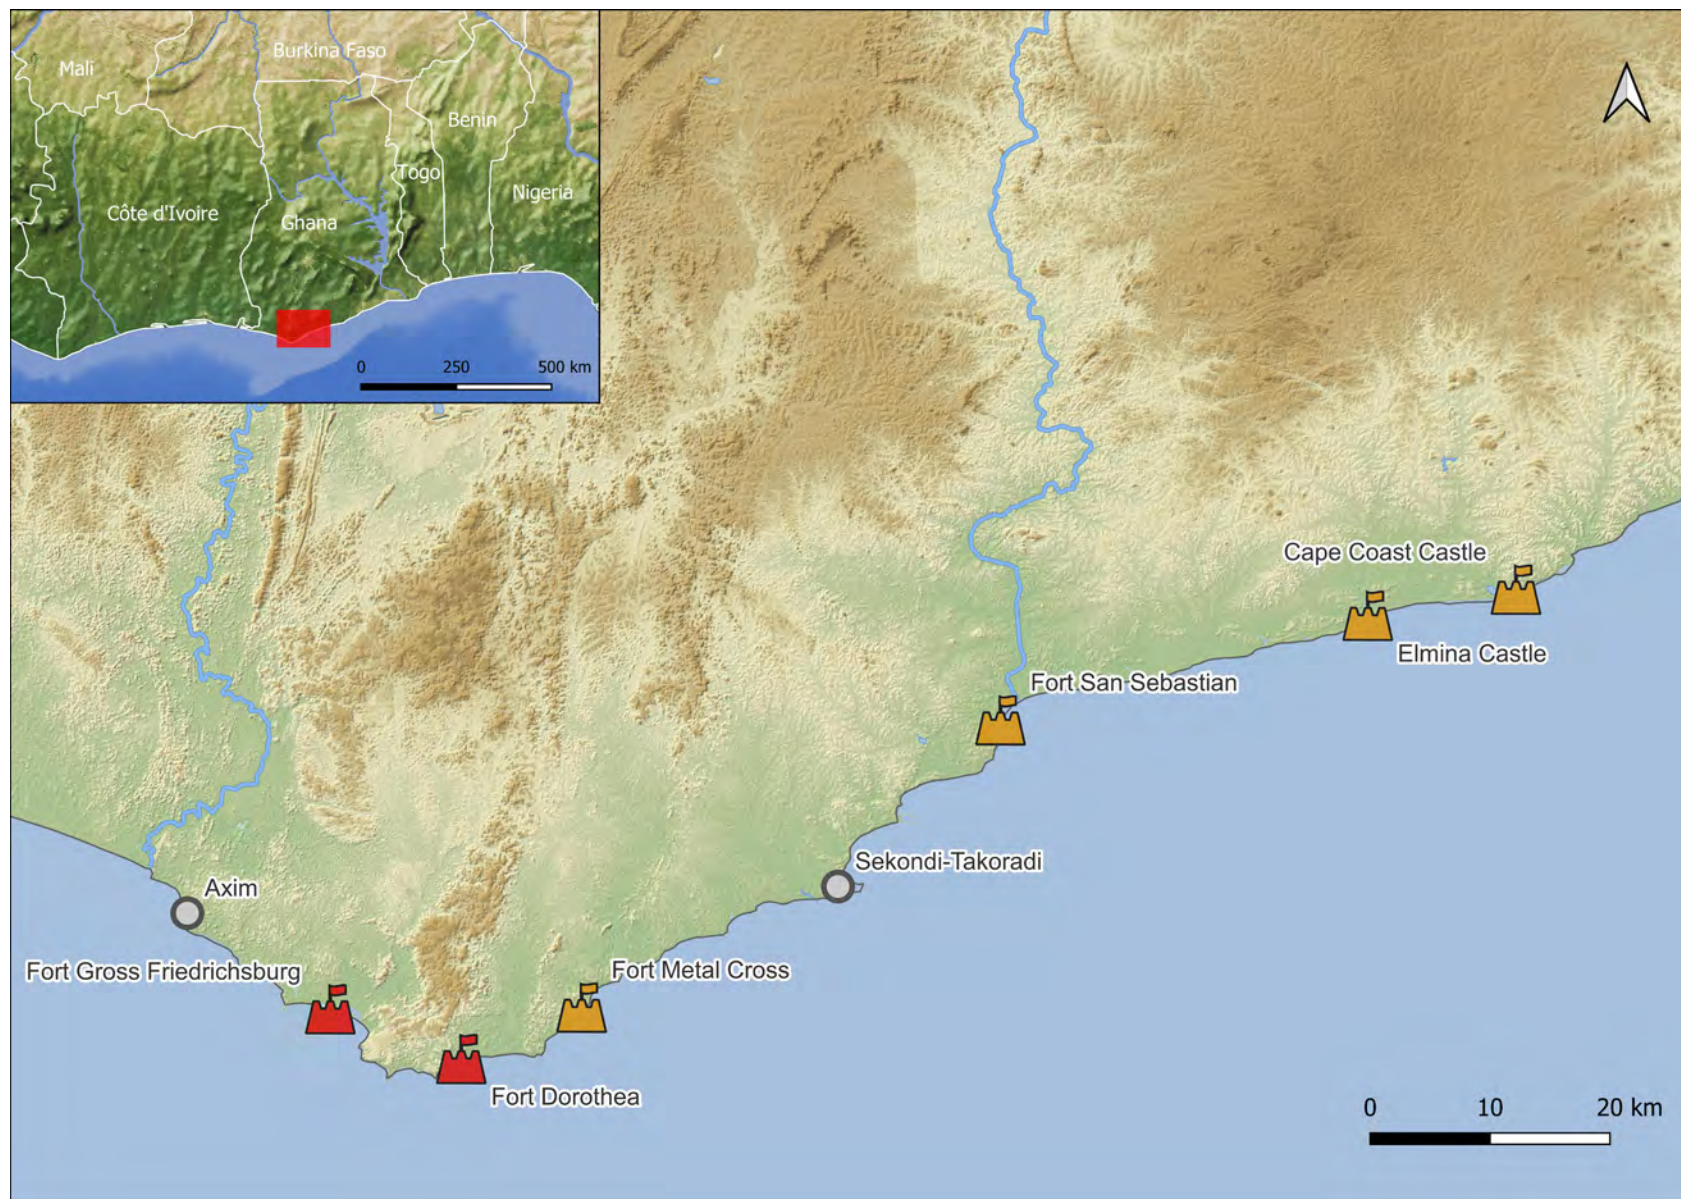 Burkina Faso
Mali
Benin
Togo
Nigeria
Côte d'Ivoire
Ghana
0 250 500 km
Cape Coast Castle
Elmina Castle
Fort San Sebastian
Sekondi-Takoradi
Axim
Fort Gross Friedrichsburg
Fort Metal Cross
Fort Dorothea
0 10 20 km